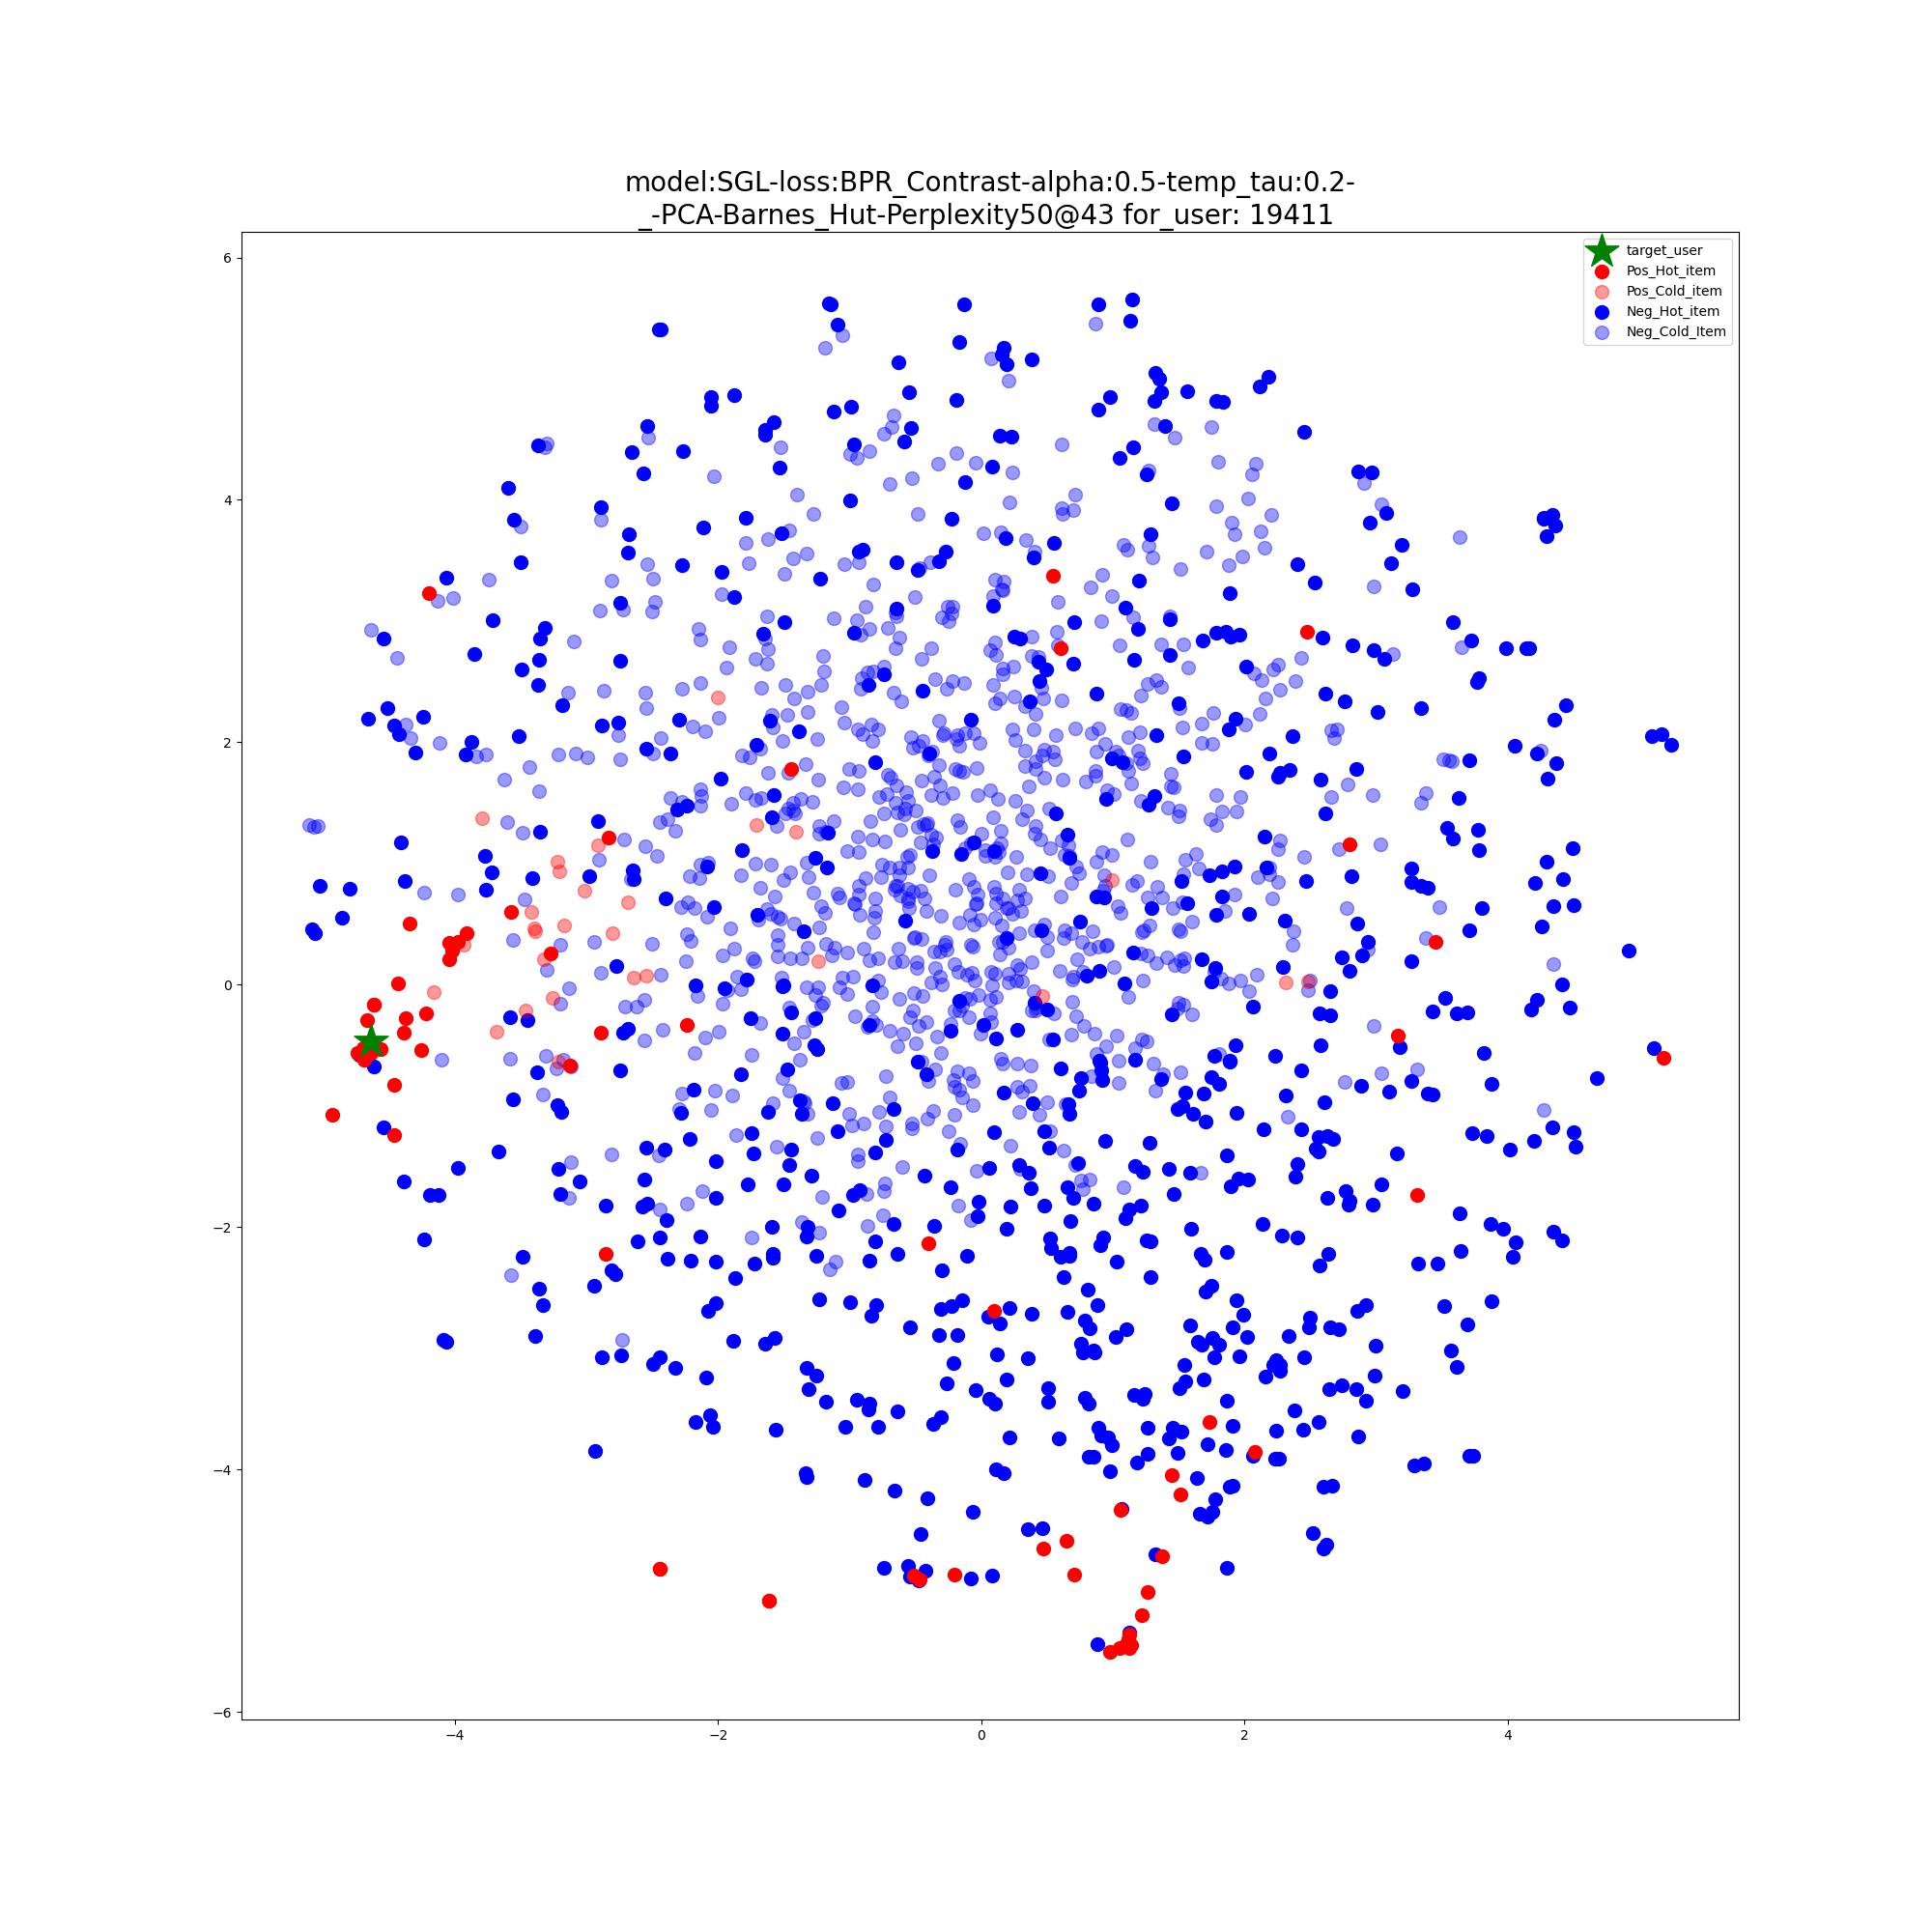 model:SGL-loss:BPR_Contrast-alpha:0.5-temp_tau:0.2-
_-PCA-Barnes_Hut-Perplexity50@43 for_user: 19411
target_user
Pos_Hot_item
Pos_Cold_item
Neg_Hot_item
Neg_Cold_Item
6
4
2
0
−2
−4
−6
−4 −2 0 2 4